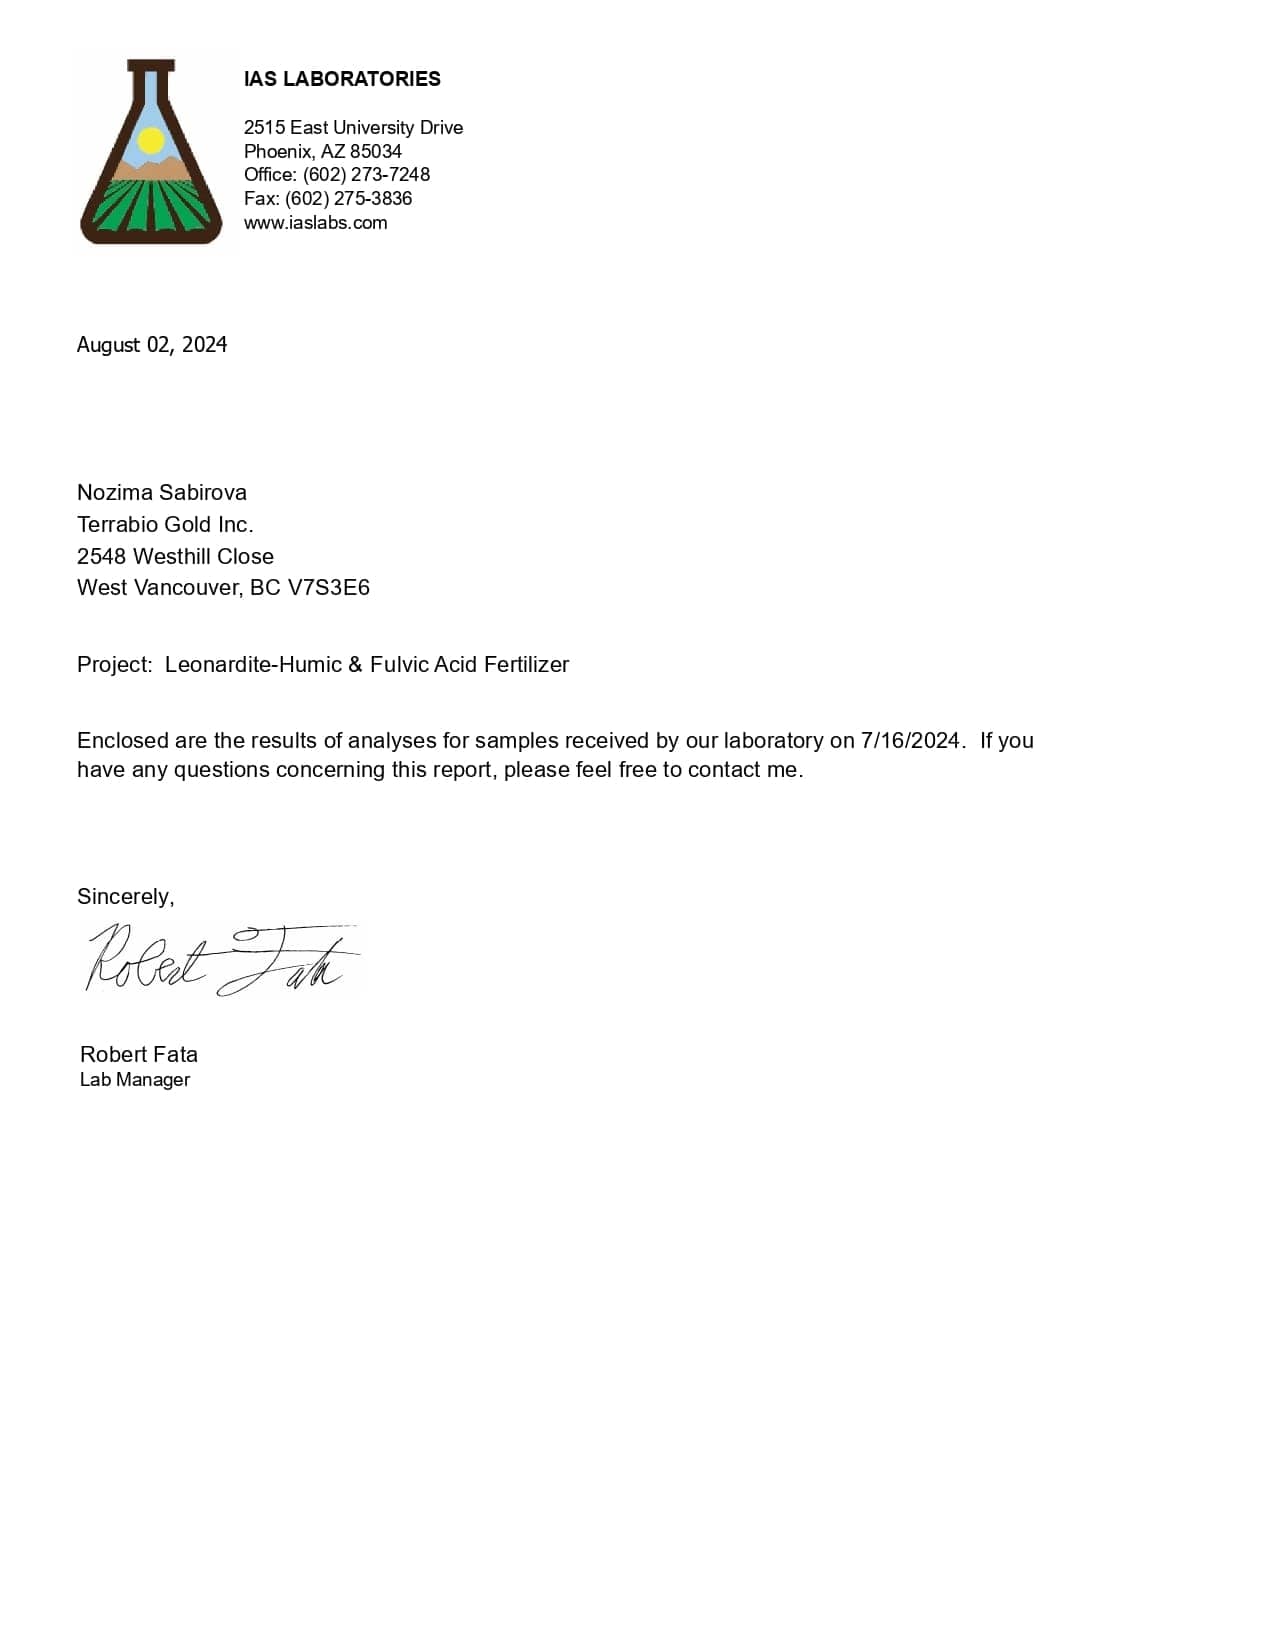 IAS LABORATORIES
2515 East University Drive
Phoenix, AZ 85034
Office: (602) 273-7248
Fax: (602) 275-3836
www.iaslabs.com
August 02, 2024
Nozima Sabirova
Terrabio Gold Inc.
2548 Westhill Close
West Vancouver, BC V7S3E6
Project:  Leonardite-Humic & Fulvic Acid Fertilizer
Enclosed are the results of analyses for samples received by our laboratory on 7/16/2024.  If you
have any questions concerning this report, please feel free to contact me.
Sincerely,
Robert Fata
Robert Fata
Lab Manager